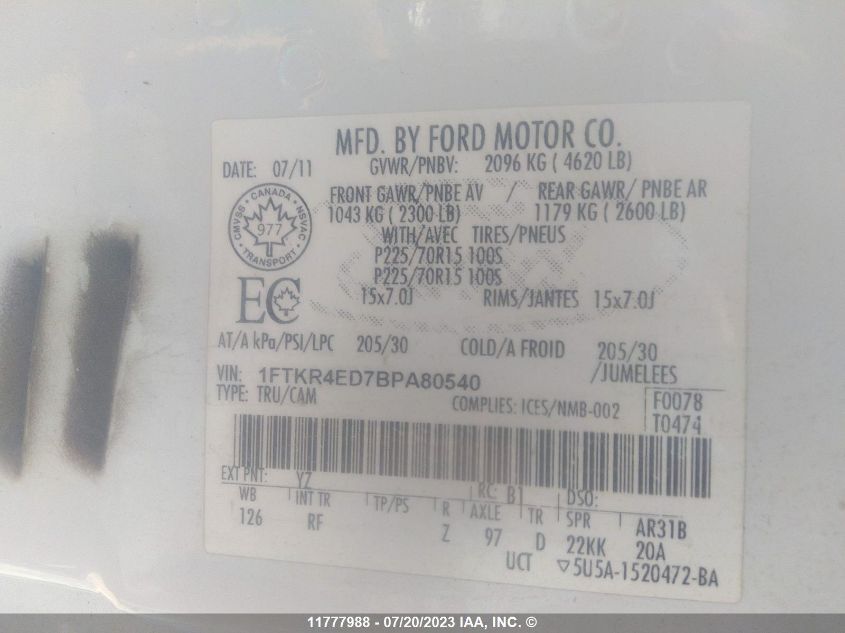 MFD. BY FORD MOTOR CO.
DATE: 07/11
GVWR/PNBV: 2096 KG ( 4620 LB)
FRONT GAWR/PNBE AV / REAR GAWR/ PNBE AR
1043 KG ( 2300 LB) 1179 KG ( 2600 LB)
WITH/AVEC TIRES/PNEUS
P225/70R15 100S
P225/70R15 100S
15x7.0J RIMS/JANTES 15x7.0J
CMVSS · CANADA · NSVAC · TRANSPORT ·
977
EC
AT/A kPa/PSI/LPC 205/30 COLD/A FROID 205/30
VIN: 1FTKR4ED7BPA80540 /JUMELEES
TYPE: TRU/CAM COMPLIES: ICES/NMB-002 F0078
T0474
EXT PNT: YZ RC: B1 DSO:
WB INT TR TP/PS R AXLE TR SPR AR31B
126 RF Z 97 D 22KK 20A
UCT ▽5U5A-1520472-BA
11777988 - 07/20/2023 IAA, INC. ©